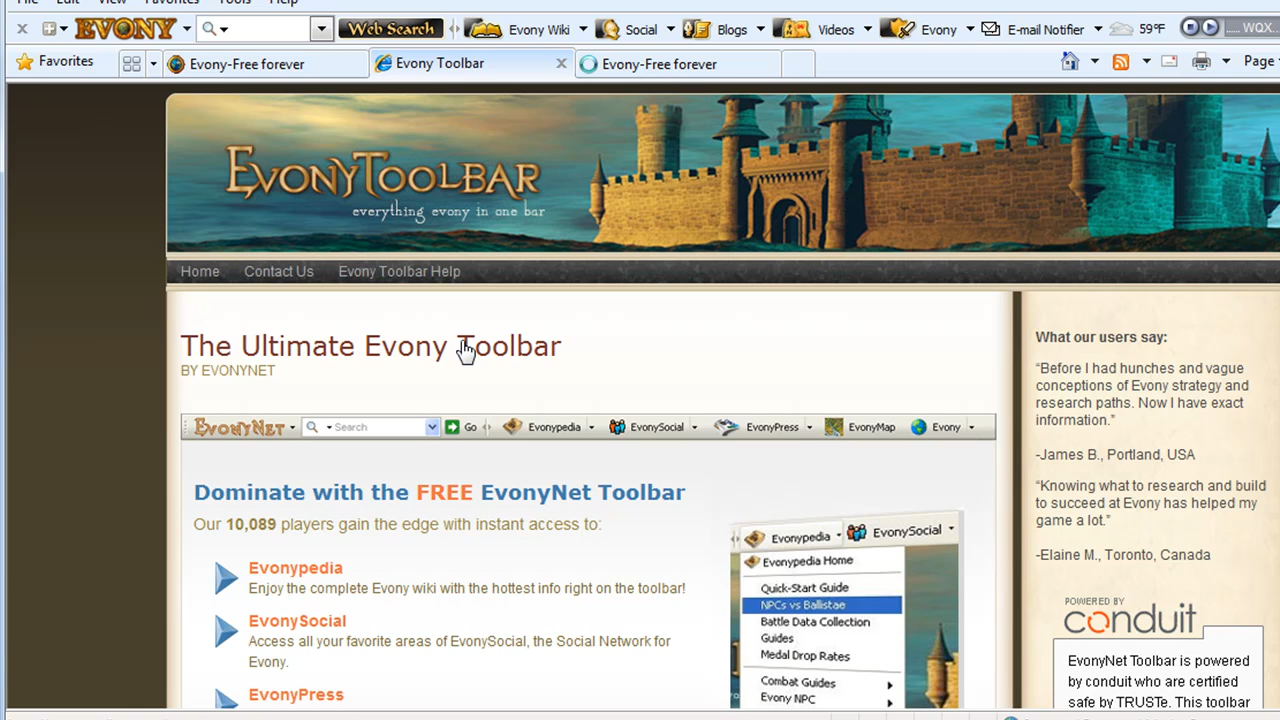 File Edit View Favorites Tools Help
EVONY Web Search Evony Wiki Social Blogs Videos Evony E-mail Notifier 59°F ..... WQX.
Favorites Evony-Free forever Evony Toolbar Evony-Free forever Page
EVONYTOOLBAR
everything evony in one bar
Home Contact Us Evony Toolbar Help
The Ultimate Evony Toolbar
BY EVONYNET
EVONYNET Search Go Evonypedia EvonySocial EvonyPress EvonyMap Evony
Dominate with the FREE EvonyNet Toolbar
Our 10,089 players gain the edge with instant access to:
Evonypedia
Enjoy the complete Evony wiki with the hottest info right on the toolbar!
EvonySocial
Access all your favorite areas of EvonySocial, the Social Network for
Evony.
EvonyPress
Evonypedia EvonySocial
Evonypedia Home
Quick-Start Guide
NPCs vs Ballistae
Battle Data Collection
Guides
Medal Drop Rates
Combat Guides
Evony NPC
What our users say:
“Before I had hunches and vague
conceptions of Evony strategy and
research paths. Now I have exact
information.”
-James B., Portland, USA
“Knowing what to research and build
to succeed at Evony has helped my
game a lot.”
-Elaine M., Toronto, Canada
POWERED BY
conduit
EvonyNet Toolbar is powered
by conduit who are certified
safe by TRUSTe. This toolbar